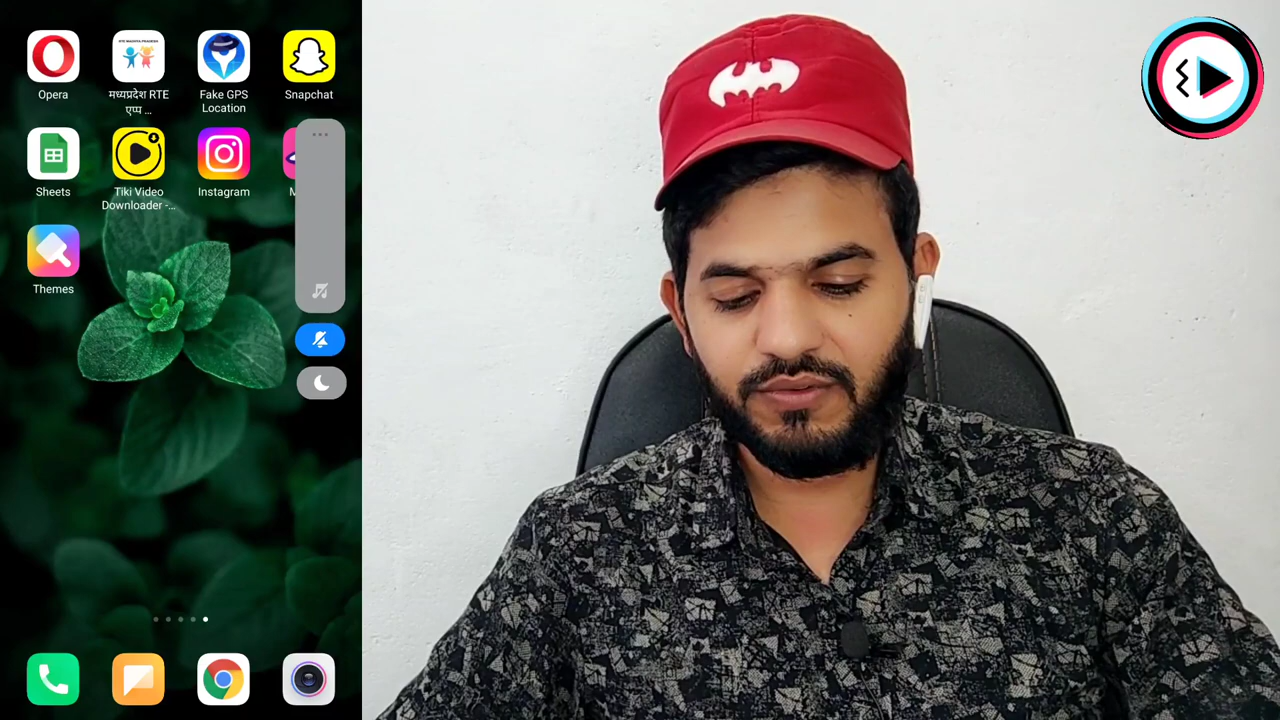 Opera
मध्यप्रदेश RTE
एप्प ...
Fake GPS
Location
Snapchat
Sheets
Tiki Video
Downloader -...
Instagram
M
Themes